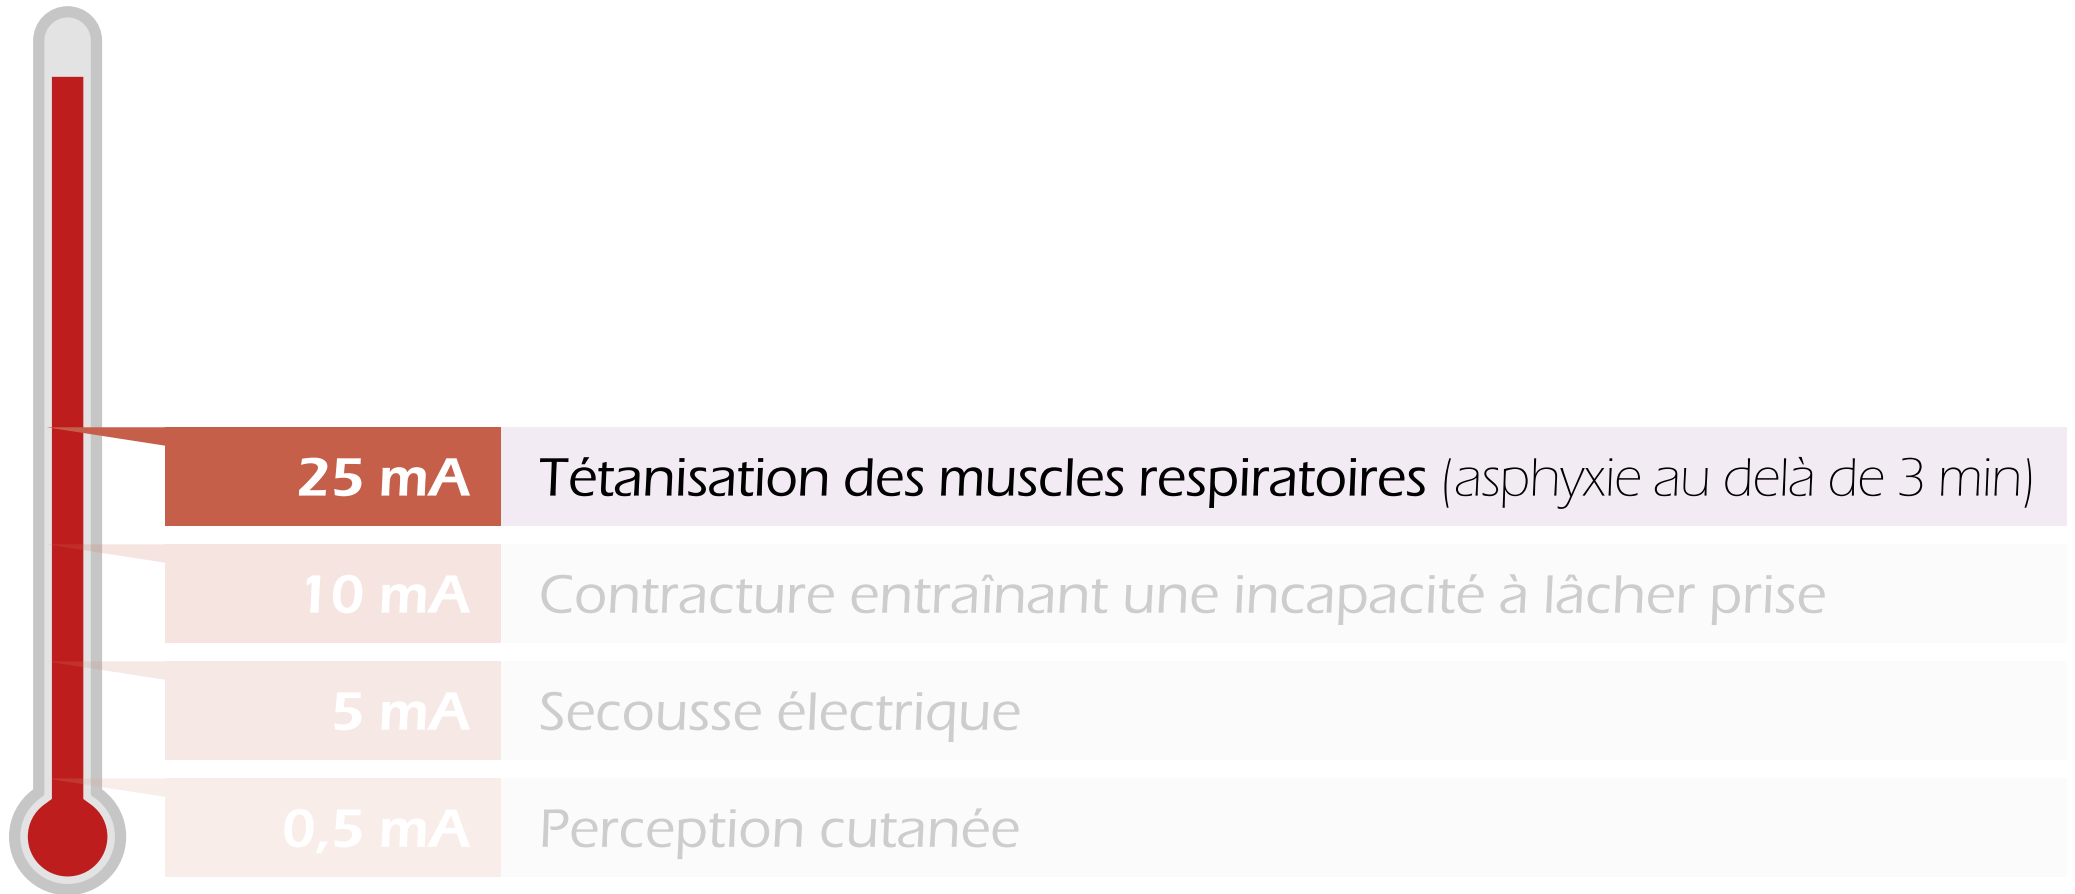 25 mA Tétanisation des muscles respiratoires (asphyxie au delà de 3 min)
10 mA Contracture entraînant une incapacité à lâcher prise
5 mA Secousse électrique
0,5 mA Perception cutanée